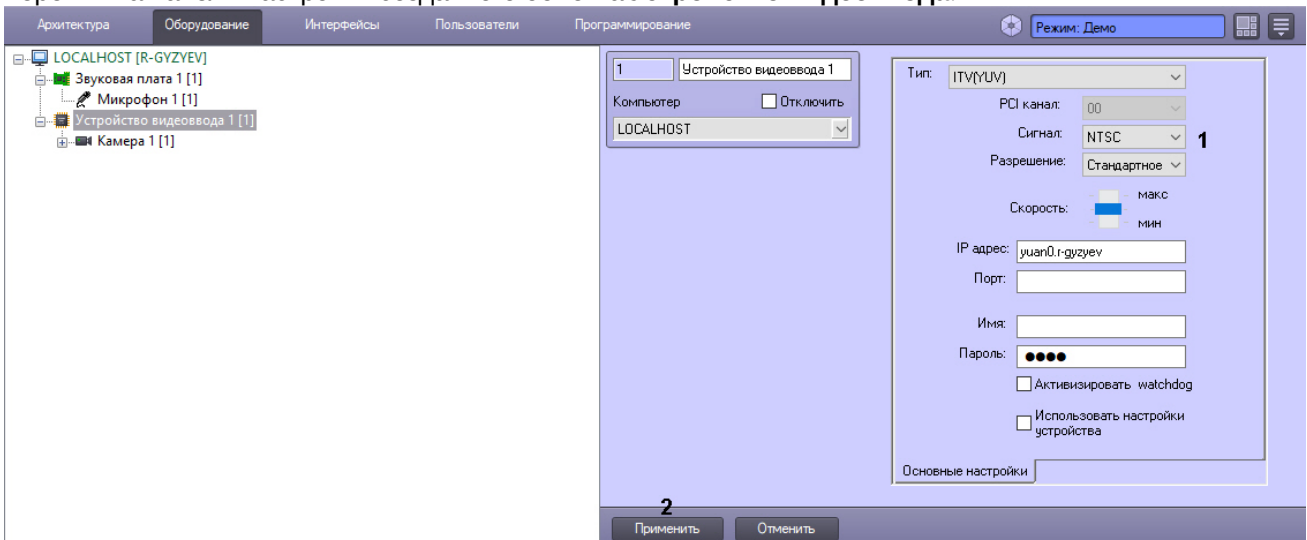 Архитектура Оборудование Интерфейсы Пользователи Программирование Режим: Демо
LOCALHOST [R-GYZYEV]
Звуковая плата 1 [1]
Микрофон 1 [1]
Устройство видеоввода 1 [1]
Камера 1 [1]
1 Устройство видеоввода 1
Компьютер Отключить
LOCALHOST
Тип: ITV(YUV)
PCI канал: 00
Сигнал: NTSC 1
Разрешение: Стандартное
макс
Скорость:
мин
IP адрес: yuan0.r-gyzyev
Порт:
Имя:
Пароль: ●●●●
Активизировать watchdog
Использовать настройки
устройства
Основные настройки
2
Применить Отменить